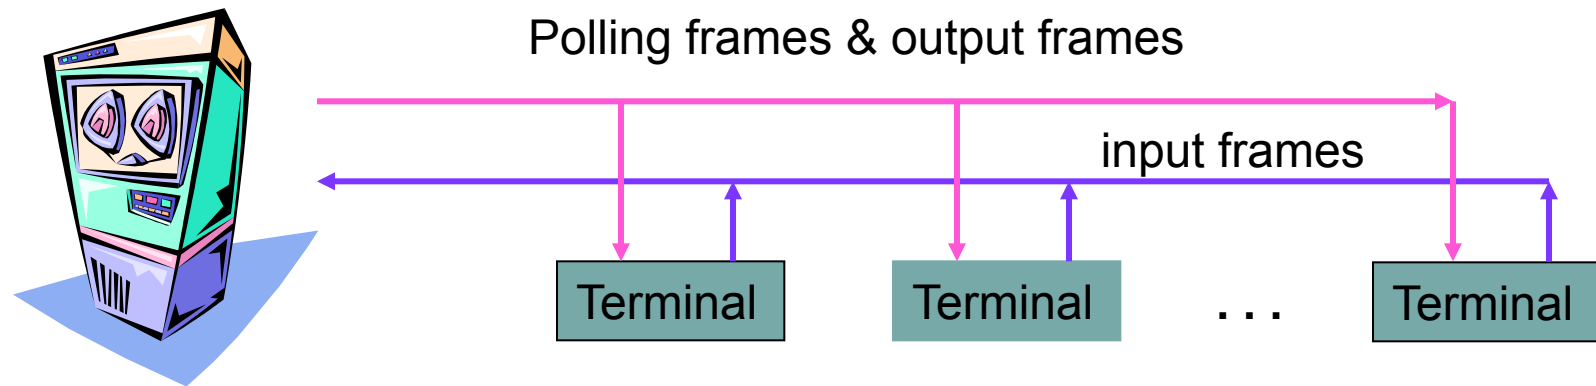 Polling frames & output frames
input frames
Terminal
Terminal
. . .
Terminal